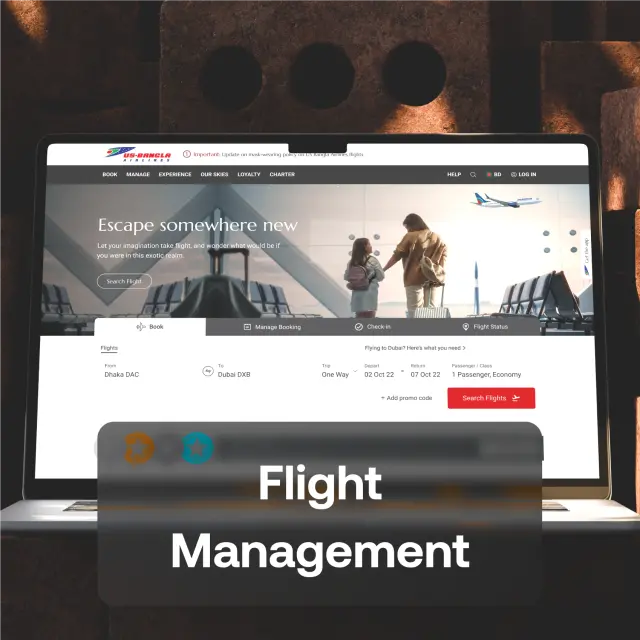 US-BANGLA
AIRLINES
Important: Update on mask-wearing policy for US Bangla Airlines flights
BOOK MANAGE EXPERIENCE OUR SKIES LOYALTY CHARTER HELP BD LOG IN
Escape somewhere new
Let your imagination take flight, and wonder what would be if
you were in this exotic realm.
Search Flight
Book Manage Booking Check-in Flight Status
Flights Flying to Dubai? Here's what you need >
From To Trip Depart Return Passenger / Class
Dhaka DAC Dubai DXB One Way 02 Oct 22 07 Oct 22 1 Passenger, Economy
+ Add promo code Search Flights
Flight
Management